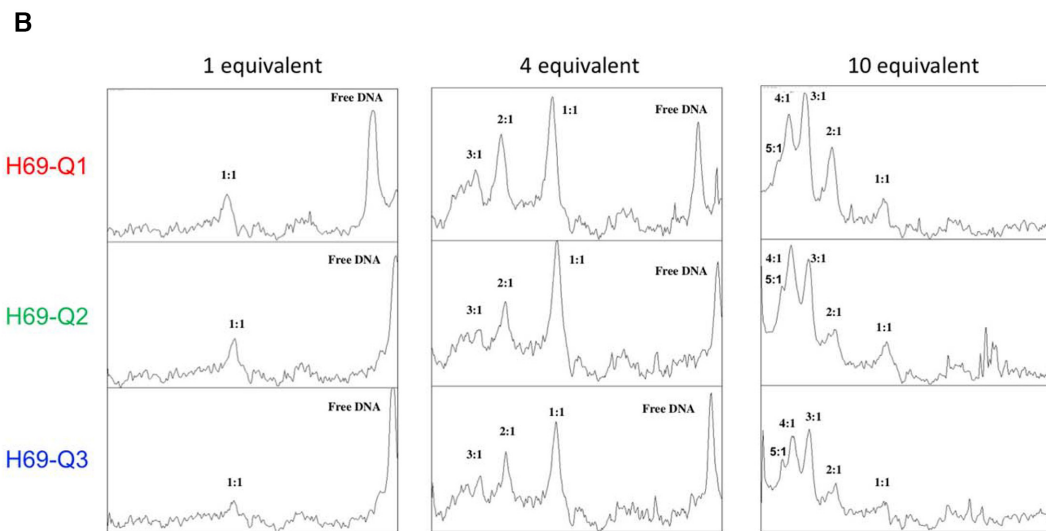 B
1 equivalent
4 equivalent
10 equivalent
H69-Q1
1:1
Free DNA
3:1
2:1
1:1
Free DNA
5:1
4:1
3:1
2:1
1:1
H69-Q2
1:1
Free DNA
3:1
2:1
1:1
Free DNA
5:1
4:1
3:1
2:1
1:1
H69-Q3
1:1
Free DNA
3:1
2:1
1:1
Free DNA
5:1
4:1
3:1
2:1
1:1